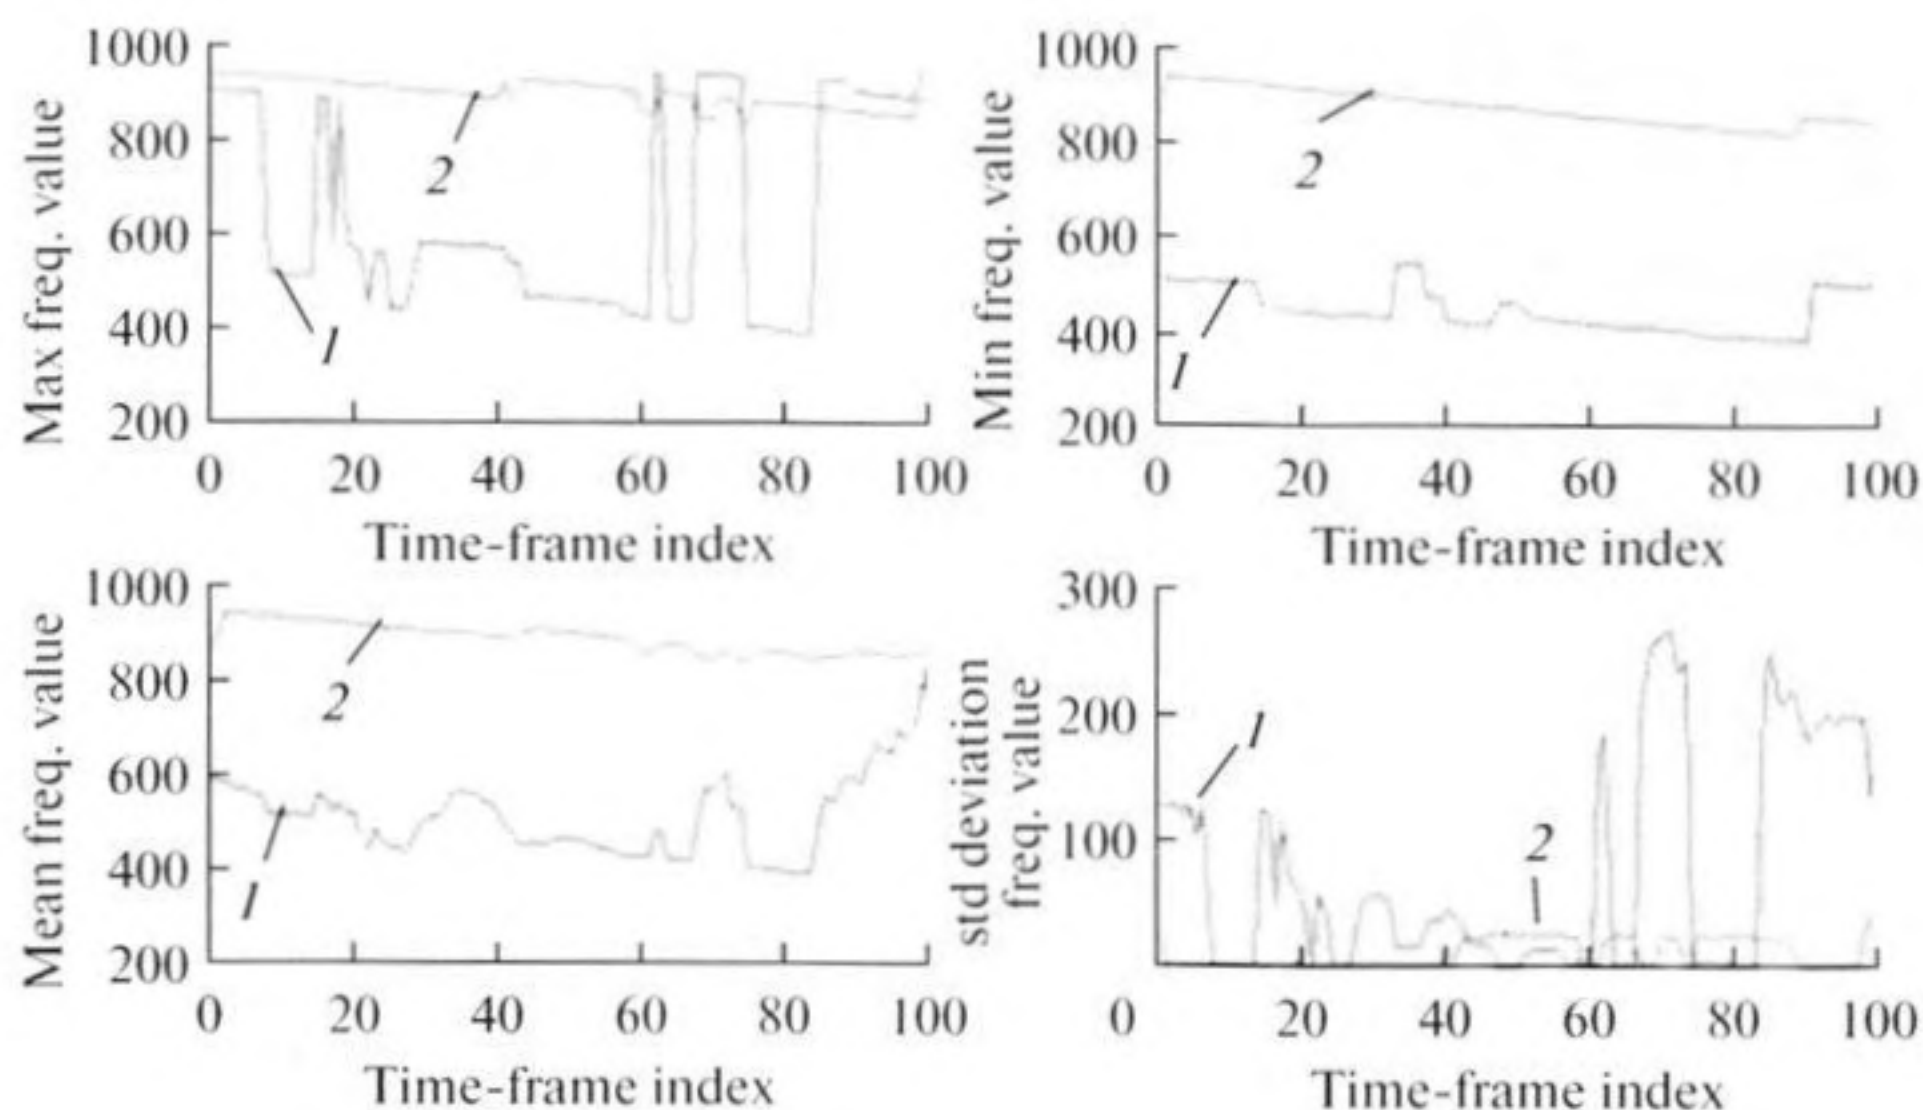 Max freq. value
1000
800
600
400
200
2
1
0 20 40 60 80 100
Time-frame index
Min freq. value
1000
800
600
400
200
2
1
0 20 40 60 80 100
Time-frame index
Mean freq. value
1000
800
600
400
200
2
1
0 20 40 60 80 100
Time-frame index
std deviation
freq. value
300
200
100
1
2
0 20 40 60 80 100
Time-frame index